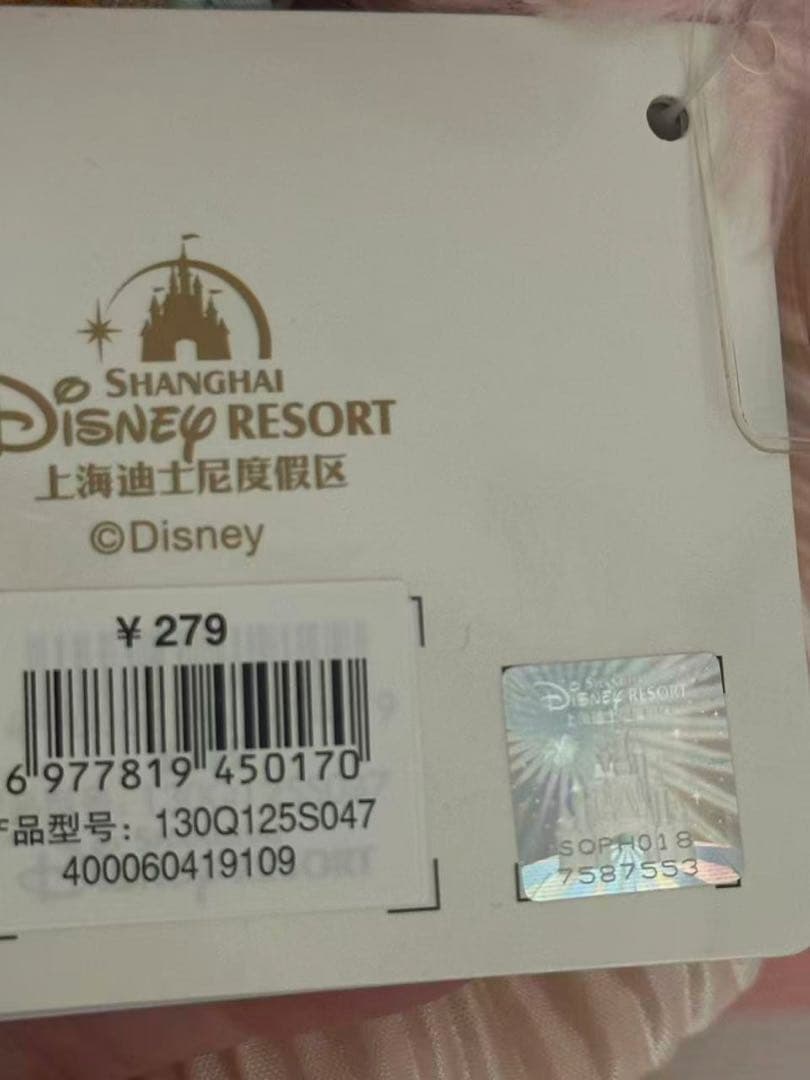 SHANGHAI
DISNEY RESORT
上海迪士尼度假区
©Disney
¥ 279
6 977819 450170
产品型号：130Q125S047
400060419109
DISNEY RESORT
SOPH018
7587553